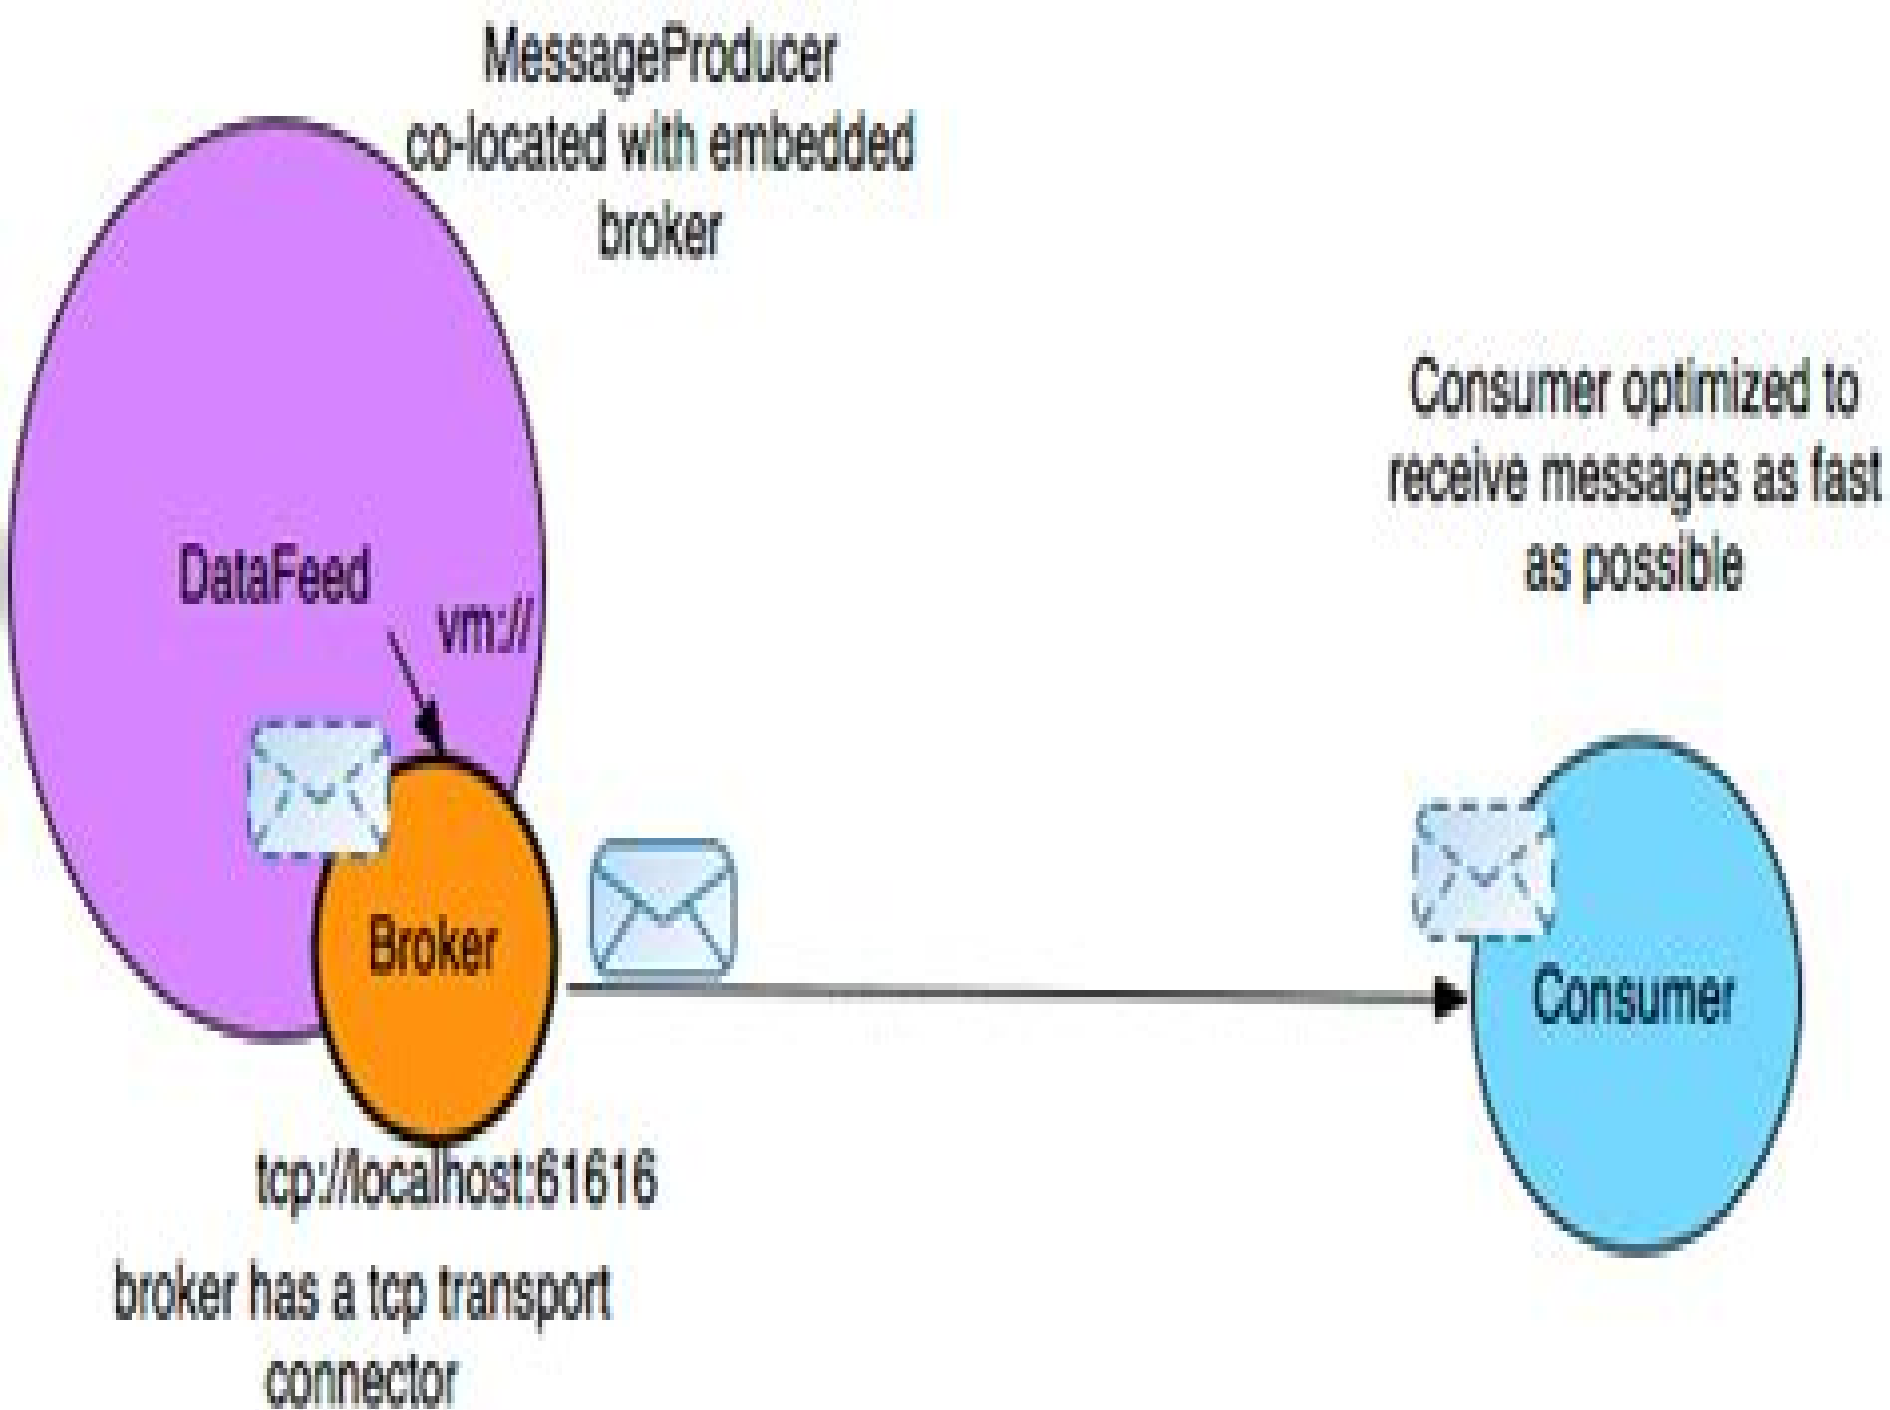 MessageProducer
co-located with embedded
broker
Consumer optimized to
receive messages as fast
as possible
DataFeed
vm://
Broker
Consumer
tcp://localhost:61616
broker has a tcp transport
connector